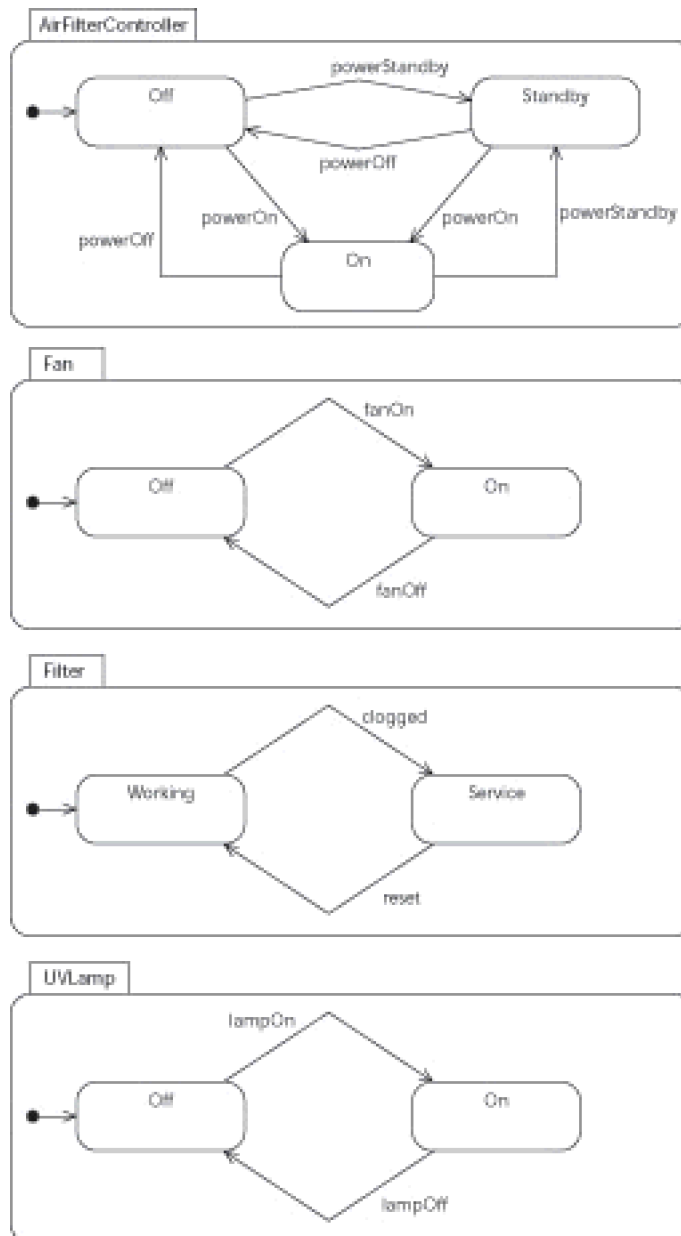 AirFilterController
powerStandby
Off
Standby
powerOff
powerOn
powerOn
powerStandby
powerOff
On
Fan
fanOn
Off
On
fanOff
Filter
clogged
Working
Service
reset
UVLamp
lampOn
Off
On
lampOff